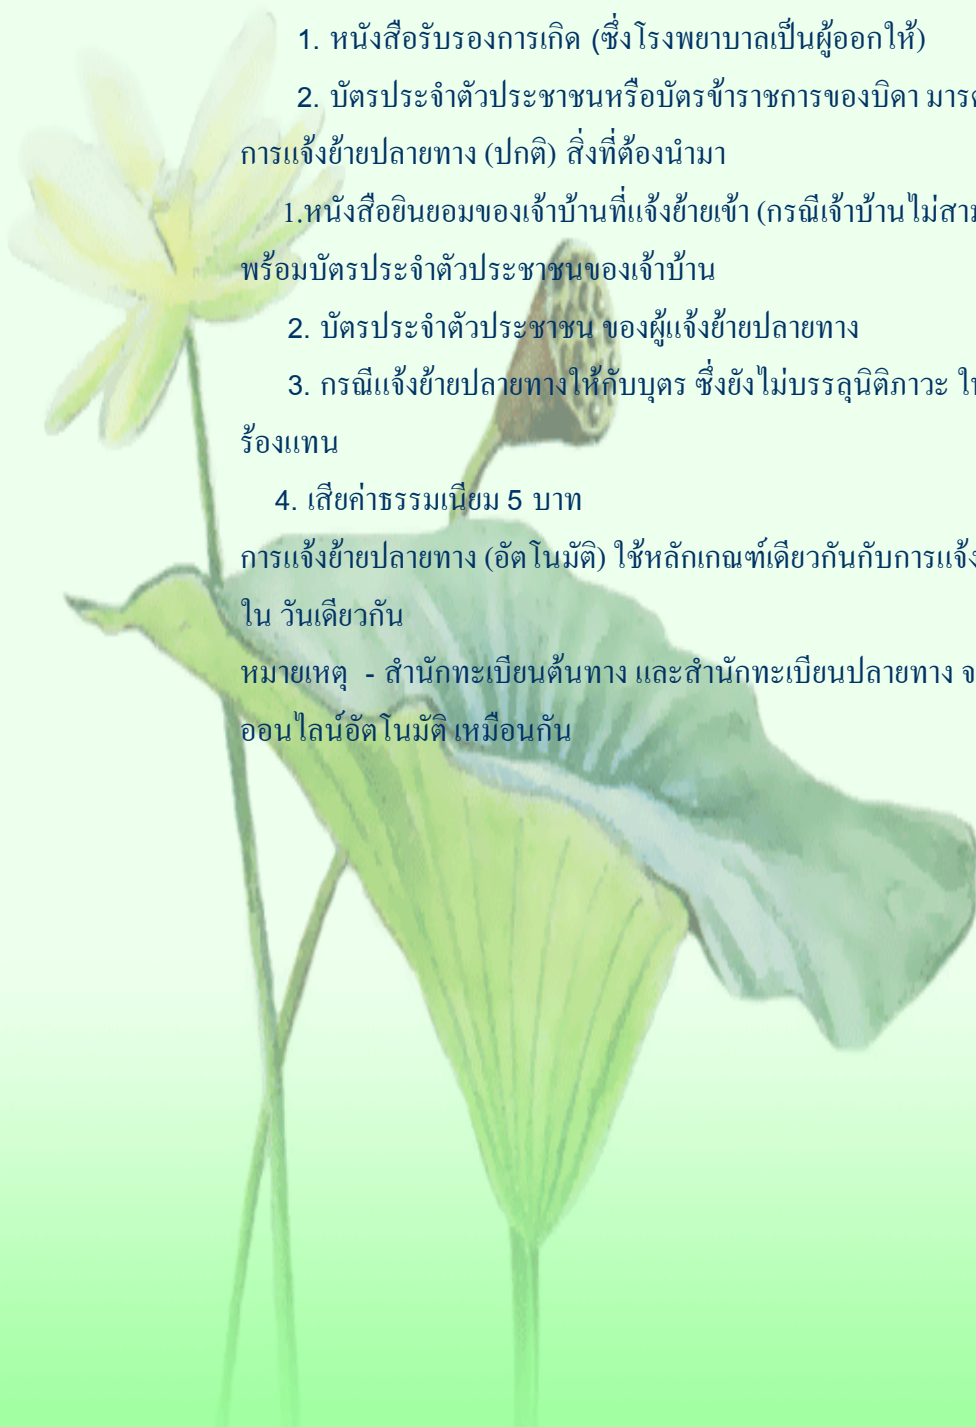 1. หนังสือรับรองการเกิด (ซึ่งโรงพยาบาลเป็นผู้ออกให้)
2. บัตรประจำตัวประชาชนหรือบัตรข้าราชการของบิดา
การแจ้งย้ายปลายทาง (ปกติ) สิ่งที่ต้องนำมา
1.หนังสือยินยอมของเจ้าบ้านที่แจ้งย้ายเข้า (กรณีเจ้าบ้านไม่
พร้อมบัตรประจำตัวประชาชนของเจ้าบ้าน
2. บัตรประจำตัวประชาชน ของผู้แจ้งย้ายปลายทาง
3. กรณีแจ้งย้ายปลายทางให้กับบุตร ซึ่งยังไม่บรรลุนิติภาวะ
ร้องแทน
4. เสียค่าธรรมเนียม 5 บาท
การแจ้งย้ายปลายทาง (อัตโนมัติ) ใช้หลักเกณฑ์เดียวกันกับการแจ้ง
ใน วันเดียวกัน
หมายเหตุ - สำนักทะเบียนต้นทาง และสำนักทะเบียนปลายทาง
ออนไลน์อัตโนมัติ เหมือนกัน